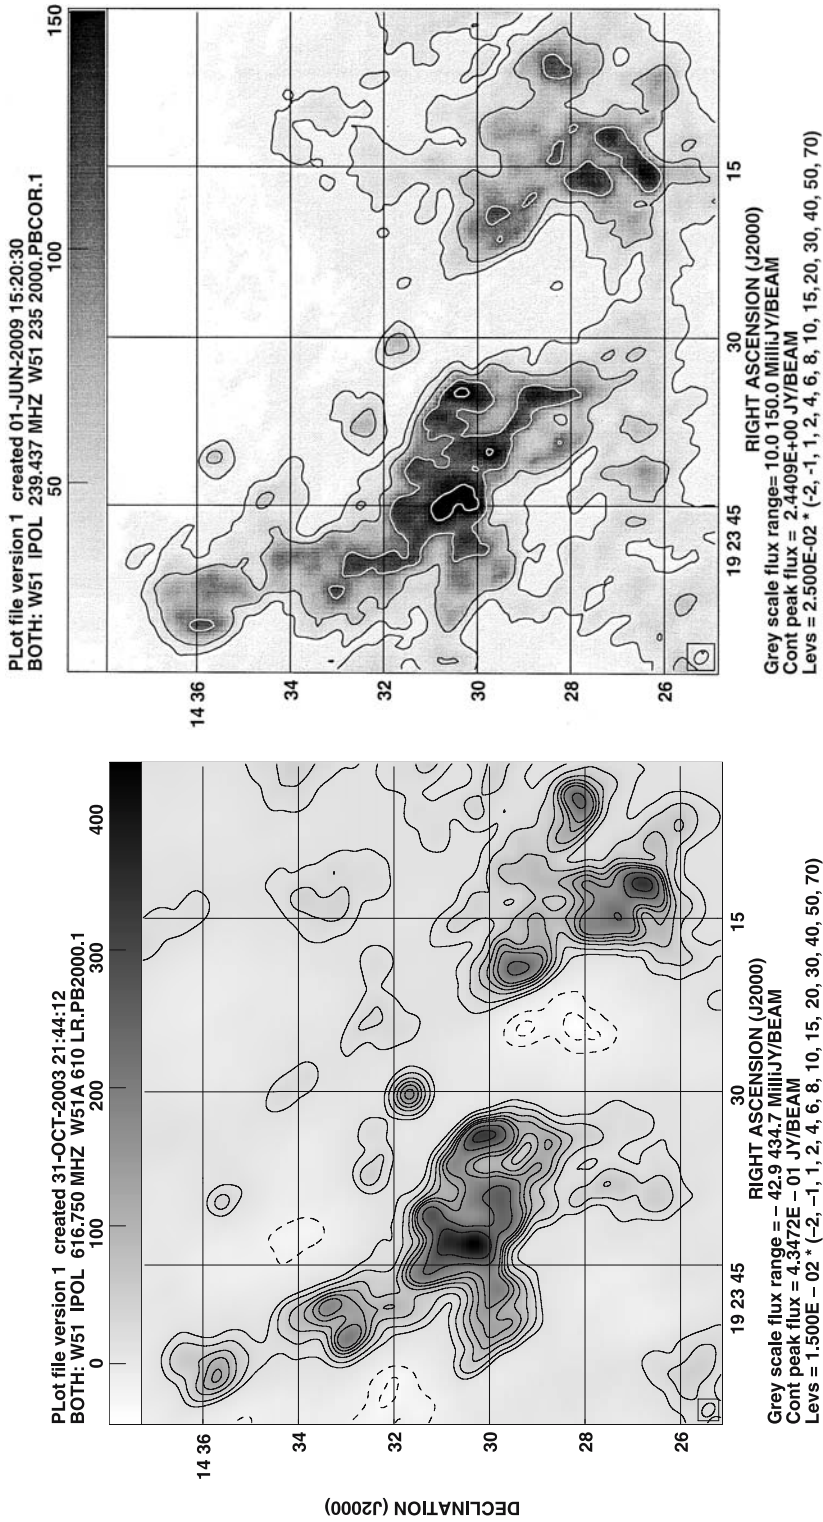 PLot file version 1 created 31-OCT-2003 21:44:12
BOTH: W51 IPOL 616.750 MHZ W51A 610 LR.PB2000.1
0 100 200 300 400
DECLINATION (J2000)
14 36
34
32
30
28
26
19 23 45 30 15
RIGHT ASCENSION (J2000)
Grey scale flux range = – 42.9 434.7 MilliJY/BEAM
Cont peak flux = 4.3472E – 01 JY/BEAM
Levs = 1.500E – 02 * (–2, –1, 1, 2, 4, 6, 8, 10, 15, 20, 30, 40, 50, 70)
PLot file version 1 created 01-JUN-2009 15:20:30
BOTH: W51 IPOL 239.437 MHZ W51 235 2000.PBCOR.1
50 100 150
14 36
34
32
30
28
26
19 23 45 30 15
RIGHT ASCENSION (J2000)
Grey scale flux range= 10.0 150.0 MilliJY/BEAM
Cont peak flux = 2.4409E+00 JY/BEAM
Levs = 2.500E-02 * (-2, -1, 1, 2, 4, 6, 8, 10, 15,20, 30, 40, 50, 70)